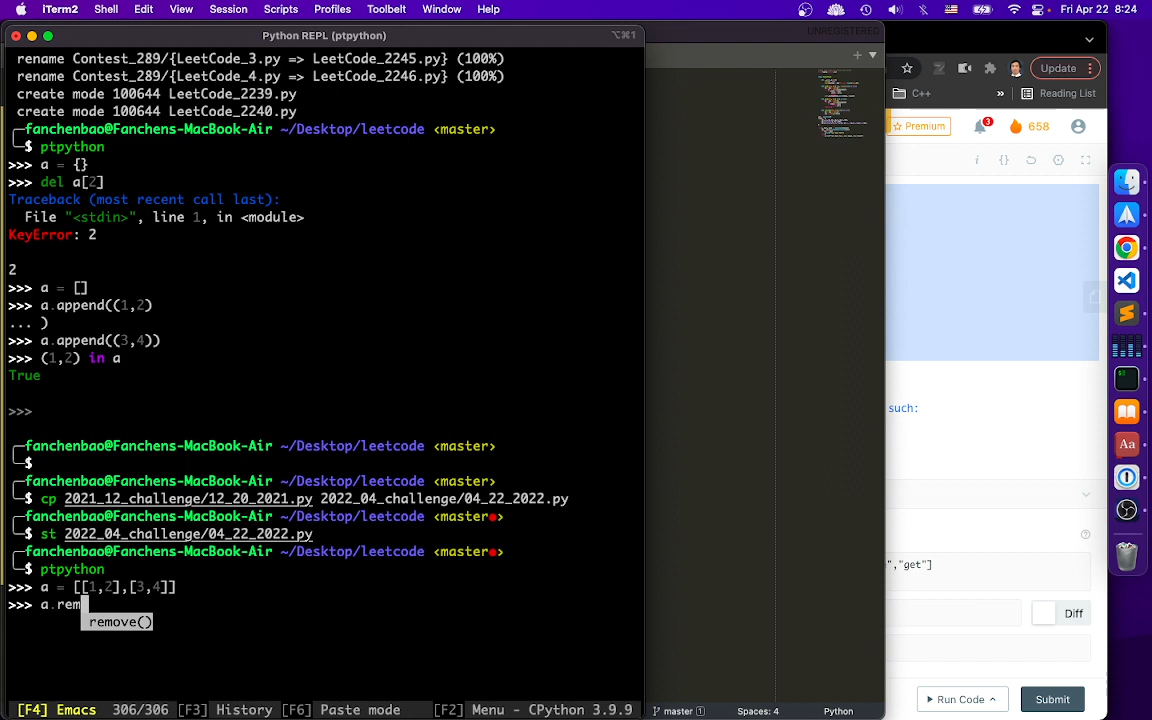 iTerm2 Shell Edit View Session Scripts Profiles Toolbelt Window Help Fri Apr 22 8:24
Python REPL (ptpython) ⌥⌘1
UNREGISTERED
rename Contest_289/{LeetCode_3.py => LeetCode_2245.py} (100%)
rename Contest_289/{LeetCode_4.py => LeetCode_2246.py} (100%)
create mode 100644 LeetCode_2239.py
create mode 100644 LeetCode_2240.py
fanchenbao@Fanchens-MacBook-Air ~/Desktop/leetcode ‹master›
$ ptpython
>>> a = {}
>>> del a[2]
Traceback (most recent call last):
File "<stdin>", line 1, in <module>
KeyError: 2
2
>>> a = []
>>> a.append((1,2)
... )
>>> a.append((3,4))
>>> (1,2) in a
True
>>>
fanchenbao@Fanchens-MacBook-Air ~/Desktop/leetcode ‹master›
$
fanchenbao@Fanchens-MacBook-Air ~/Desktop/leetcode ‹master›
$ cp 2021_12_challenge/12_20_2021.py 2022_04_challenge/04_22_2022.py
fanchenbao@Fanchens-MacBook-Air ~/Desktop/leetcode ‹master●›
$ st 2022_04_challenge/04_22_2022.py
fanchenbao@Fanchens-MacBook-Air ~/Desktop/leetcode ‹master●›
$ ptpython
>>> a = [[1,2],[3,4]]
>>> a.rem
remove()
[F4] Emacs 306/306 [F3] History [F6] Paste mode [F2] Menu - CPython 3.9.9
master 1 Spaces: 4 Python
Update
C++ » Reading List
Premium 3 658
such:
","get"]
Diff
Run Code Submit
Aa